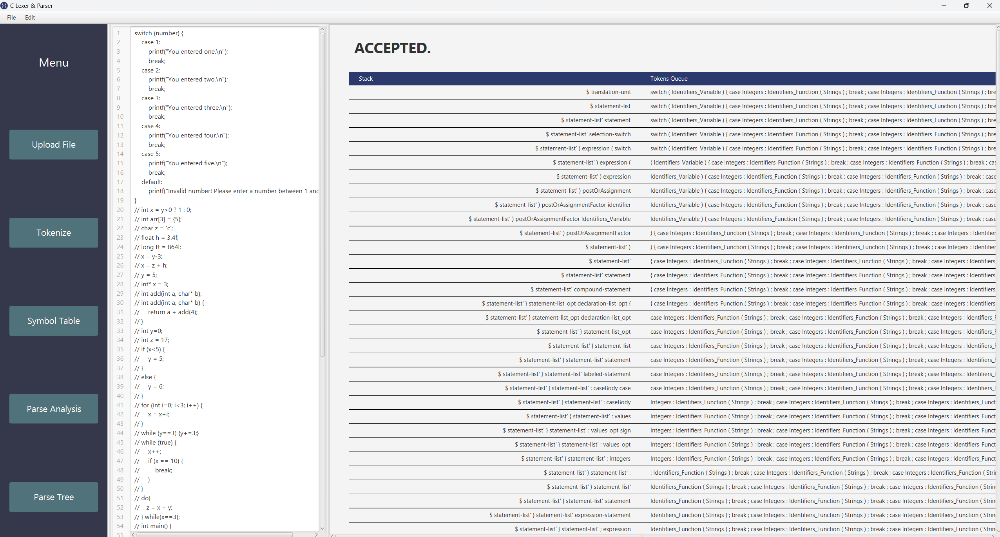 C Lexer & Parser
File Edit
Menu
Upload File
Tokenize
Symbol Table
Parse Analysis
Parse Tree
1 switch (number) {
2 case 1:
3 printf("You entered one.\n");
4 break;
5 case 2:
6 printf("You entered two.\n");
7 break;
8 case 3:
9 printf("You entered three.\n");
10 break;
11 case 4:
12 printf("You entered four.\n");
13 break;
14 case 5:
15 printf("You entered five.\n");
16 break;
17 default:
18 printf("Invalid number! Please enter a number between 1 and
19 }
20 // int x = y>0 ? 1 : 0;
21 // int arr[3] = {5};
22 // char z = 'c';
23 // float h = 3.4f;
24 // long tt = 864l;
25 // x = y-3;
26 // x = z + h;
27 // y = 5;
28 // int* x = 3;
29 // int add(int a, char* b);
30 // int add(int a, char* b) {
31 // return a + add(4);
32 // }
33 // int y=0;
34 // int z = 17;
35 // if (x<5) {
36 // y = 5;
37 // }
38 // else {
39 // y = 6;
40 // }
41 // for (int i=0; i<3; i++) {
42 // x = x+i;
43 // }
44 // while (y==3) {y+=3;}
45 // while (true) {
46 // x++;
47 // if (x == 10) {
48 // break;
49 // }
50 // }
51 // do{
52 // z = x + y;
53 // } while(x==3);
54 // int main() {
55
ACCEPTED.
Stack Tokens Queue
$ translation-unit switch ( Identifiers_Variable ) { case Integers : Identifiers_Function ( Strings ) ; break ; case Integers : Identifiers_Function ( Strings ) ; bre
$ statement-list switch ( Identifiers_Variable ) { case Integers : Identifiers_Function ( Strings ) ; break ; case Integers : Identifiers_Function ( Strings ) ; bre
$ statement-list' statement switch ( Identifiers_Variable ) { case Integers : Identifiers_Function ( Strings ) ; break ; case Integers : Identifiers_Function ( Strings ) ; bre
$ statement-list' selection-switch switch ( Identifiers_Variable ) { case Integers : Identifiers_Function ( Strings ) ; break ; case Integers : Identifiers_Function ( Strings ) ; bre
$ statement-list' ) expression ( switch switch ( Identifiers_Variable ) { case Integers : Identifiers_Function ( Strings ) ; break ; case Integers : Identifiers_Function ( Strings ) ; bre
$ statement-list' ) expression ( ( Identifiers_Variable ) { case Integers : Identifiers_Function ( Strings ) ; break ; case Integers : Identifiers_Function ( Strings ) ; break ; cas
$ statement-list' ) expression Identifiers_Variable ) { case Integers : Identifiers_Function ( Strings ) ; break ; case Integers : Identifiers_Function ( Strings ) ; break ; case
$ statement-list' ) postOrAssignment Identifiers_Variable ) { case Integers : Identifiers_Function ( Strings ) ; break ; case Integers : Identifiers_Function ( Strings ) ; break ; case
$ statement-list' ) postOrAssignmentFactor identifier Identifiers_Variable ) { case Integers : Identifiers_Function ( Strings ) ; break ; case Integers : Identifiers_Function ( Strings ) ; break ; case
$ statement-list' ) postOrAssignmentFactor Identifiers_Variable Identifiers_Variable ) { case Integers : Identifiers_Function ( Strings ) ; break ; case Integers : Identifiers_Function ( Strings ) ; break ; case
$ statement-list' ) postOrAssignmentFactor ) { case Integers : Identifiers_Function ( Strings ) ; break ; case Integers : Identifiers_Function ( Strings ) ; break ; case Integers : Identifier
$ statement-list' ) ) { case Integers : Identifiers_Function ( Strings ) ; break ; case Integers : Identifiers_Function ( Strings ) ; break ; case Integers : Identifier
$ statement-list' { case Integers : Identifiers_Function ( Strings ) ; break ; case Integers : Identifiers_Function ( Strings ) ; break ; case Integers : Identifiers_
$ statement-list' statement { case Integers : Identifiers_Function ( Strings ) ; break ; case Integers : Identifiers_Function ( Strings ) ; break ; case Integers : Identifiers_
$ statement-list' compound-statement { case Integers : Identifiers_Function ( Strings ) ; break ; case Integers : Identifiers_Function ( Strings ) ; break ; case Integers : Identifiers_
$ statement-list' } statement-list_opt declaration-list_opt { { case Integers : Identifiers_Function ( Strings ) ; break ; case Integers : Identifiers_Function ( Strings ) ; break ; case Integers : Identifiers_
$ statement-list' } statement-list_opt declaration-list_opt case Integers : Identifiers_Function ( Strings ) ; break ; case Integers : Identifiers_Function ( Strings ) ; break ; case Integers : Identifiers_F
$ statement-list' } statement-list_opt case Integers : Identifiers_Function ( Strings ) ; break ; case Integers : Identifiers_Function ( Strings ) ; break ; case Integers : Identifiers_F
$ statement-list' } statement-list case Integers : Identifiers_Function ( Strings ) ; break ; case Integers : Identifiers_Function ( Strings ) ; break ; case Integers : Identifiers_F
$ statement-list' } statement-list' statement case Integers : Identifiers_Function ( Strings ) ; break ; case Integers : Identifiers_Function ( Strings ) ; break ; case Integers : Identifiers_F
$ statement-list' } statement-list' labeled-statement case Integers : Identifiers_Function ( Strings ) ; break ; case Integers : Identifiers_Function ( Strings ) ; break ; case Integers : Identifiers_F
$ statement-list' } statement-list' : caseBody case case Integers : Identifiers_Function ( Strings ) ; break ; case Integers : Identifiers_Function ( Strings ) ; break ; case Integers : Identifiers_F
$ statement-list' } statement-list' : caseBody Integers : Identifiers_Function ( Strings ) ; break ; case Integers : Identifiers_Function ( Strings ) ; break ; case Integers : Identifiers_Funct
$ statement-list' } statement-list' : values Integers : Identifiers_Function ( Strings ) ; break ; case Integers : Identifiers_Function ( Strings ) ; break ; case Integers : Identifiers_Funct
$ statement-list' } statement-list' : values_opt sign Integers : Identifiers_Function ( Strings ) ; break ; case Integers : Identifiers_Function ( Strings ) ; break ; case Integers : Identifiers_Funct
$ statement-list' } statement-list' : values_opt Integers : Identifiers_Function ( Strings ) ; break ; case Integers : Identifiers_Function ( Strings ) ; break ; case Integers : Identifiers_Funct
$ statement-list' } statement-list' : Integers Integers : Identifiers_Function ( Strings ) ; break ; case Integers : Identifiers_Function ( Strings ) ; break ; case Integers : Identifiers_Funct
$ statement-list' } statement-list' : : Identifiers_Function ( Strings ) ; break ; case Integers : Identifiers_Function ( Strings ) ; break ; case Integers : Identifiers_Function ( Stri
$ statement-list' } statement-list' Identifiers_Function ( Strings ) ; break ; case Integers : Identifiers_Function ( Strings ) ; break ; case Integers : Identifiers_Function ( Strin
$ statement-list' } statement-list' statement Identifiers_Function ( Strings ) ; break ; case Integers : Identifiers_Function ( Strings ) ; break ; case Integers : Identifiers_Function ( Strin
$ statement-list' } statement-list' expression-statement Identifiers_Function ( Strings ) ; break ; case Integers : Identifiers_Function ( Strings ) ; break ; case Integers : Identifiers_Function ( Strin
$ statement-list' } statement-list' ; expression Identifiers_Function ( Strings ) ; break ; case Integers : Identifiers_Function ( Strings ) ; break ; case Integers : Identifiers_Function ( Strin